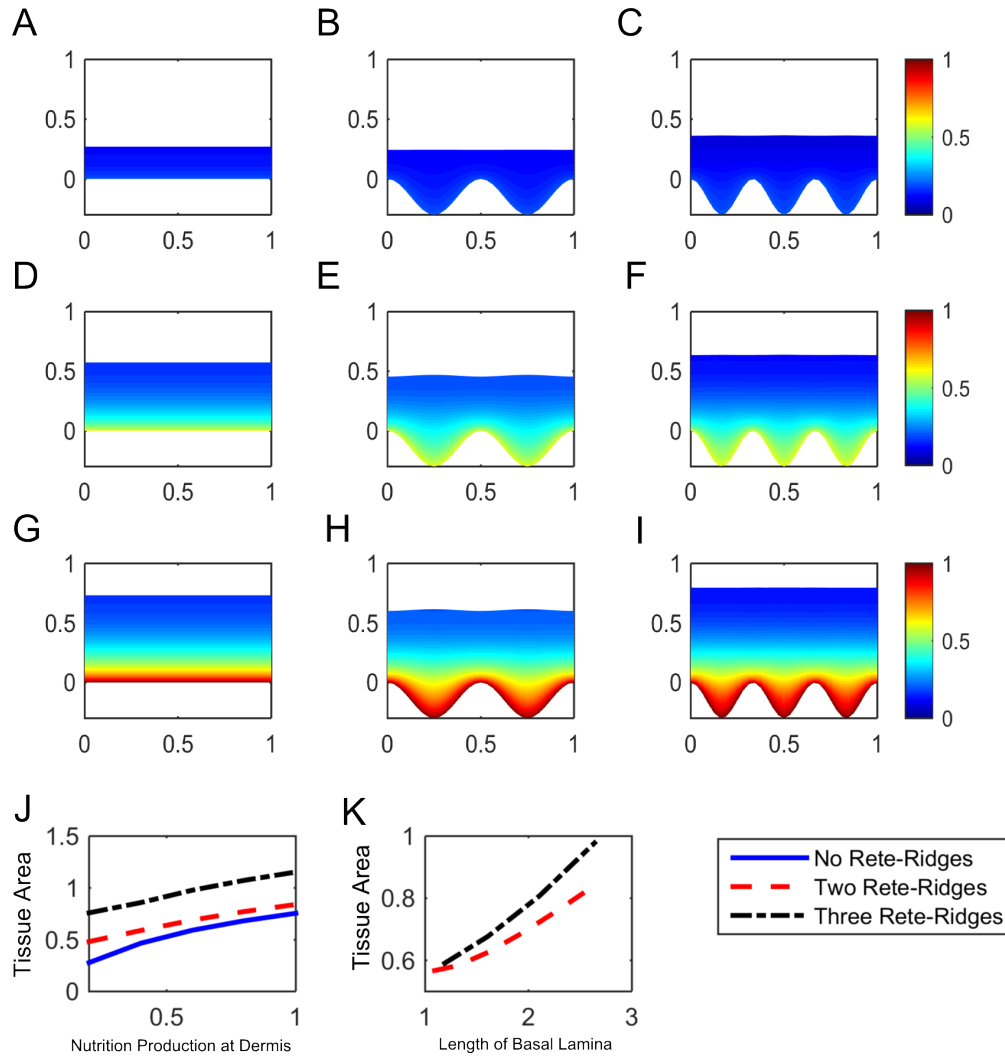 A B C
1 1 1 1
0.5 0.5 0.5 0.5
0 0 0 0
0 0.5 1 0 0.5 1 0 0.5 1
D E F
1 1 1 1
0.5 0.5 0.5 0.5
0 0 0 0
0 0.5 1 0 0.5 1 0 0.5 1
G H I
1 1 1 1
0.5 0.5 0.5 0.5
0 0 0 0
0 0.5 1 0 0.5 1 0 0.5 1
J K
Tissue Area
1.5
1
0.5
0
0.5 1
Nutrition Production at Dermis
Tissue Area
1
0.8
0.6
1 2 3
Length of Basal Lamina
No Rete-Ridges
Two Rete-Ridges
Three Rete-Ridges